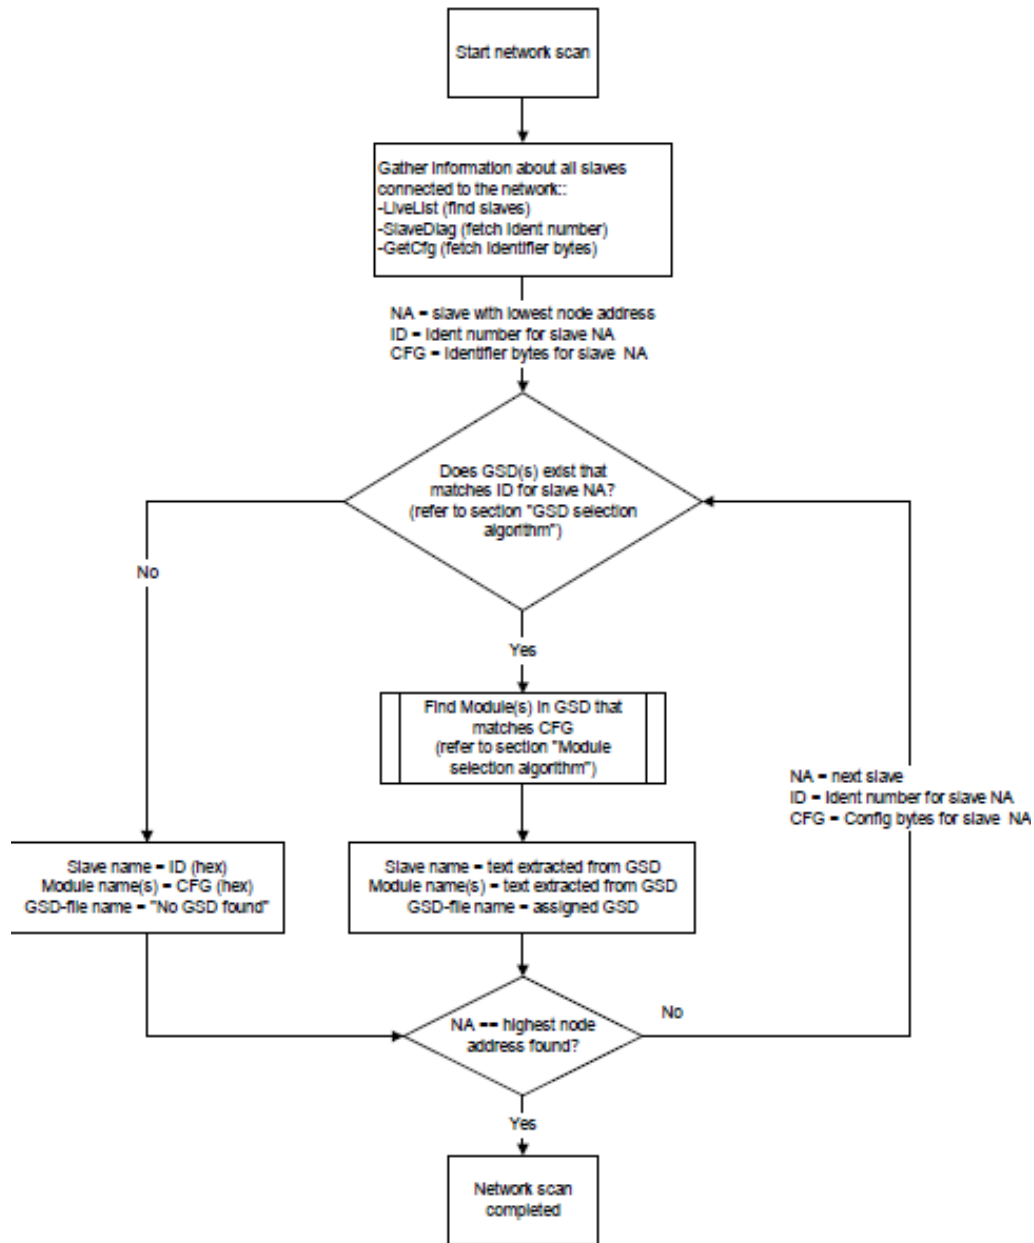 Start network scan
Gather information about all slaves
connected to the network::
-LiveList (find slaves)
-SlaveDiag (fetch ident number)
-GetCfg (fetch identifier bytes)
NA = slave with lowest node address
ID = Ident number for slave NA
CFG = Identifier bytes for slave NA
Does GSD(s) exist that
matches ID for slave NA?
(refer to section "GSD selection
algorithm")
No
Yes
Find Module(s) in GSD that
matches CFG
(refer to section "Module
selection algorithm")
NA = next slave
ID = Ident number for slave NA
CFG = Config bytes for slave NA
Slave name = ID (hex)
Module name(s) = CFG (hex)
GSD-file name = "No GSD found"
Slave name = text extracted from GSD
Module name(s) = text extracted from GSD
GSD-file name = assigned GSD
NA == highest node
address found?
No
Yes
Network scan
completed